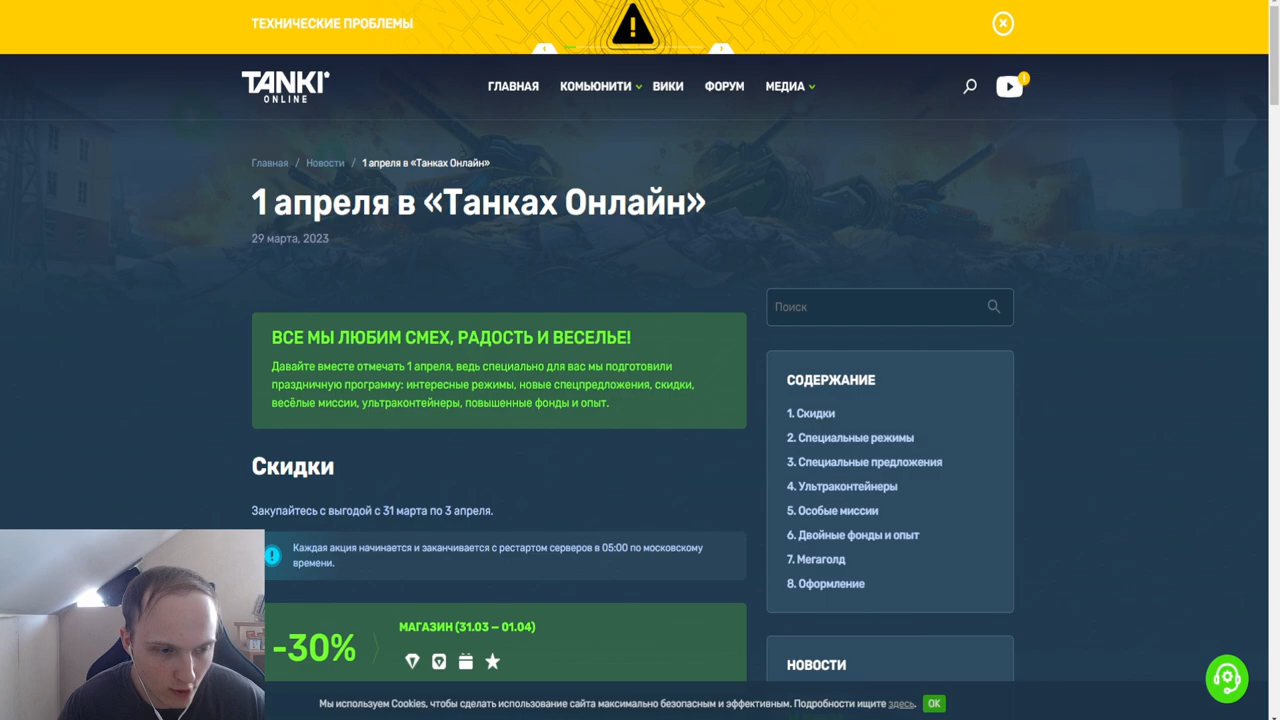 ТЕХНИЧЕСКИЕ ПРОБЛЕМЫ
TANKI
ONLINE
ГЛАВНАЯ КОМЬЮНИТИ ВИКИ ФОРУМ МЕДИА
1
Главная / Новости / 1 апреля в «Танках Онлайн»
1 апреля в «Танках Онлайн»
29 марта, 2023
ВСЕ МЫ ЛЮБИМ СМЕХ, РАДОСТЬ И ВЕСЕЛЬЕ!
Давайте вместе отмечать 1 апреля, ведь специально для вас мы подготовили
праздничную программу: интересные режимы, новые спецпредложения, скидки,
весёлые миссии, ультраконтейнеры, повышенные фонды и опыт.
Скидки
Закупайтесь с выгодой с 31 марта по 3 апреля.
Каждая акция начинается и заканчивается с рестартом серверов в 05:00 по московскому
времени.
-30%
МАГАЗИН (31.03 – 01.04)
Поиск
СОДЕРЖАНИЕ
1. Скидки
2. Специальные режимы
3. Специальные предложения
4. Ультраконтейнеры
5. Особые миссии
6. Двойные фонды и опыт
7. Мегаголд
8. Оформление
НОВОСТИ
Мы используем Cookies, чтобы сделать использование сайта максимально безопасным и эффективным. Подробности ищите здесь. OK